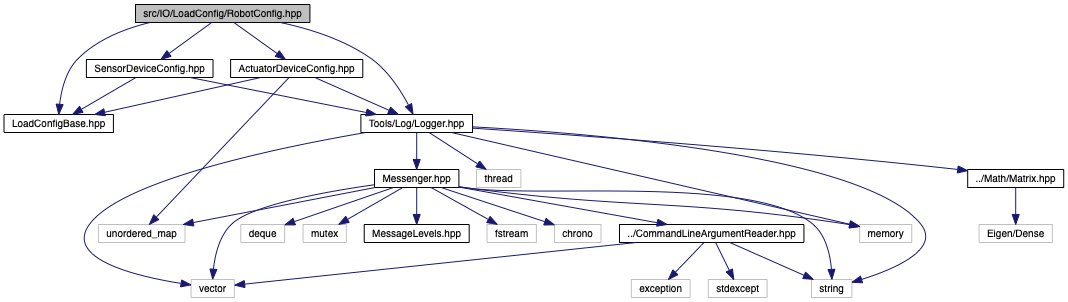 src/IO/LoadConfig/RobotConfig.hpp
SensorDeviceConfig.hpp
ActuatorDeviceConfig.hpp
LoadConfigBase.hpp
Tools/Log/Logger.hpp
Messenger.hpp
thread
../Math/Matrix.hpp
unordered_map
deque
mutex
MessageLevels.hpp
fstream
chrono
../CommandLineArgumentReader.hpp
memory
Eigen/Dense
vector
exception
stdexcept
string